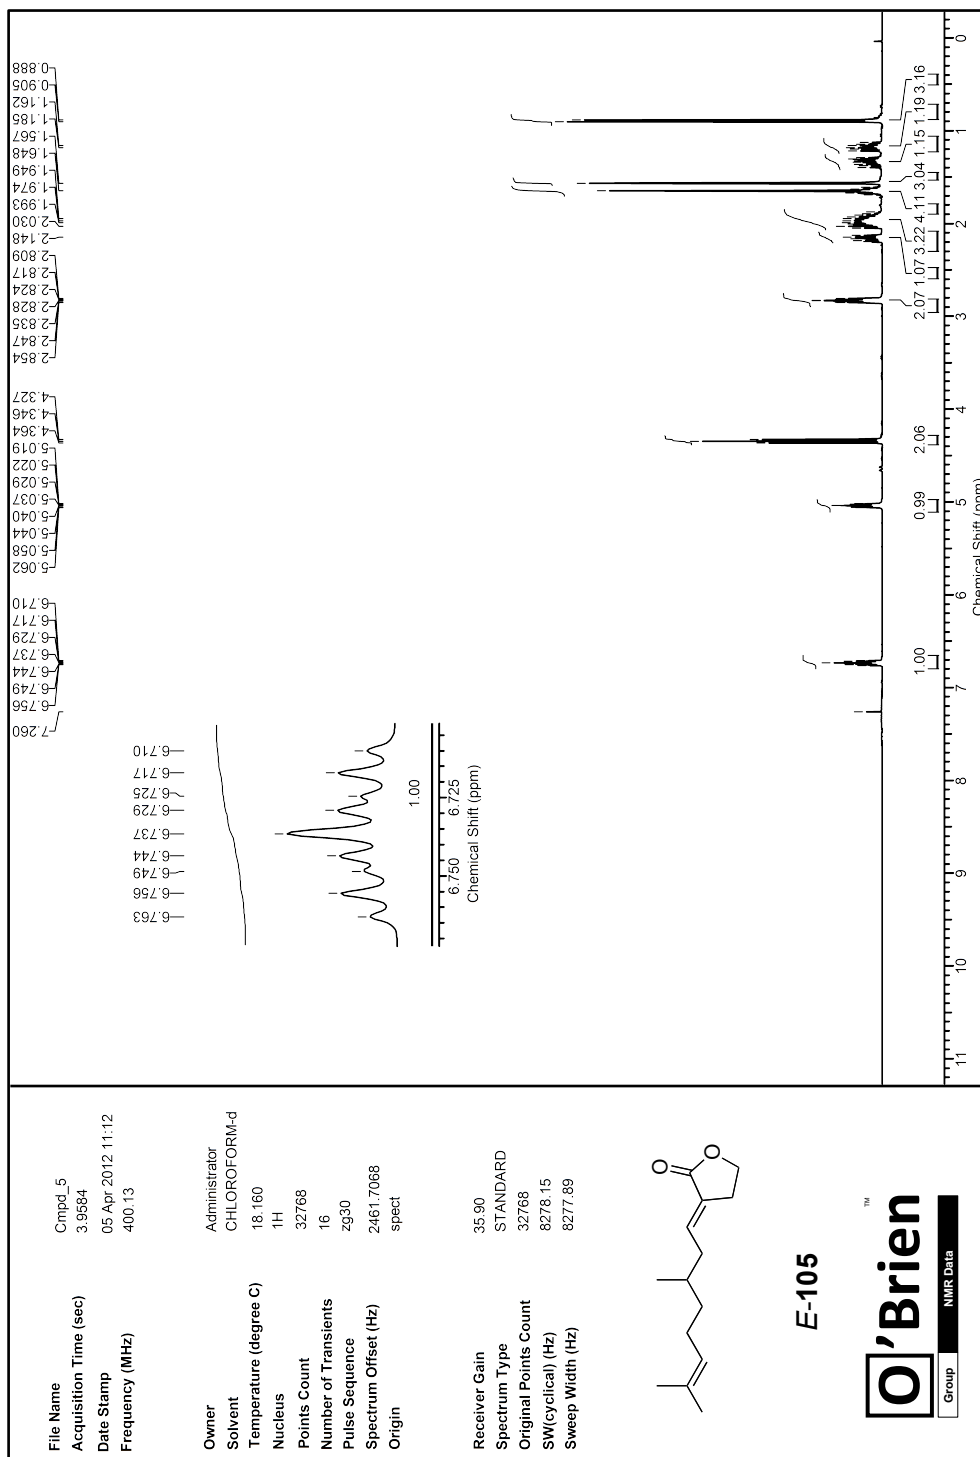 File Name Cmpd_5
Acquisition Time (sec) 3.9584
Date Stamp 05 Apr 2012 11:12
Frequency (MHz) 400.13
Owner Administrator
Solvent CHLOROFORM-d
Temperature (degree C) 18.160
Nucleus 1H
Points Count 32768
Number of Transients 16
Pulse Sequence zg30
Spectrum Offset (Hz) 2461.7068
Origin spect
Receiver Gain 35.90
Spectrum Type STANDARD
Original Points Count 32768
SW(cyclical) (Hz) 8278.15
Sweep Width (Hz) 8277.89
O
O
E-105
O'Brien ™
Group NMR Data
7.260
6.756
6.749
6.744
6.737
6.729
6.717
6.710
5.062
5.058
5.044
5.040
5.037
5.029
5.022
5.019
4.364
4.346
4.327
2.854
2.847
2.835
2.828
2.824
2.817
2.809
2.148
2.030
1.993
1.974
1.949
1.648
1.567
1.185
1.162
0.905
0.888
6.763
6.756
6.749
6.744
6.737
6.729
6.725
6.717
6.710
1.00
6.750 6.725
Chemical Shift (ppm)
1.00 0.99 2.06 2.07 1.07 3.22 4.11 3.04 1.15 1.19 3.16
11 10 9 8 7 6 5 4 3 2 1 0
Chemical Shift (ppm)